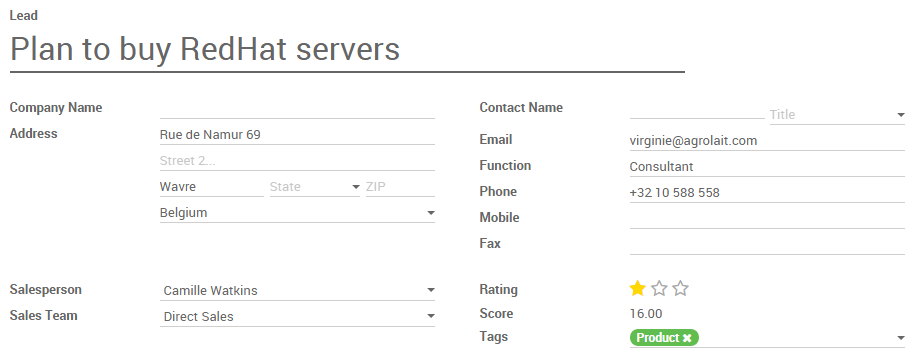 Lead
Plan to buy RedHat servers
Company Name
Address
Rue de Namur 69
Street 2...
Wavre State ZIP
Belgium
Contact Name Title
Email virginie@agrolait.com
Function Consultant
Phone +32 10 588 558
Mobile
Fax
Salesperson Camille Watkins
Sales Team Direct Sales
Rating
Score 16.00
Tags Product ×